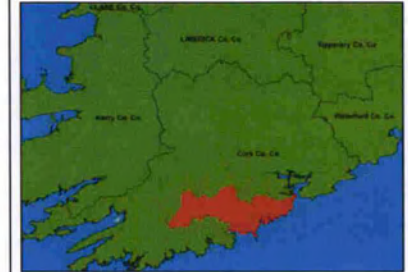 CLARE Co. Co.
LIMERICK Co. Co.
Tipperary Co. Co.
Kerry Co. Co.
Waterford Co. Co.
Cork Co. Co.